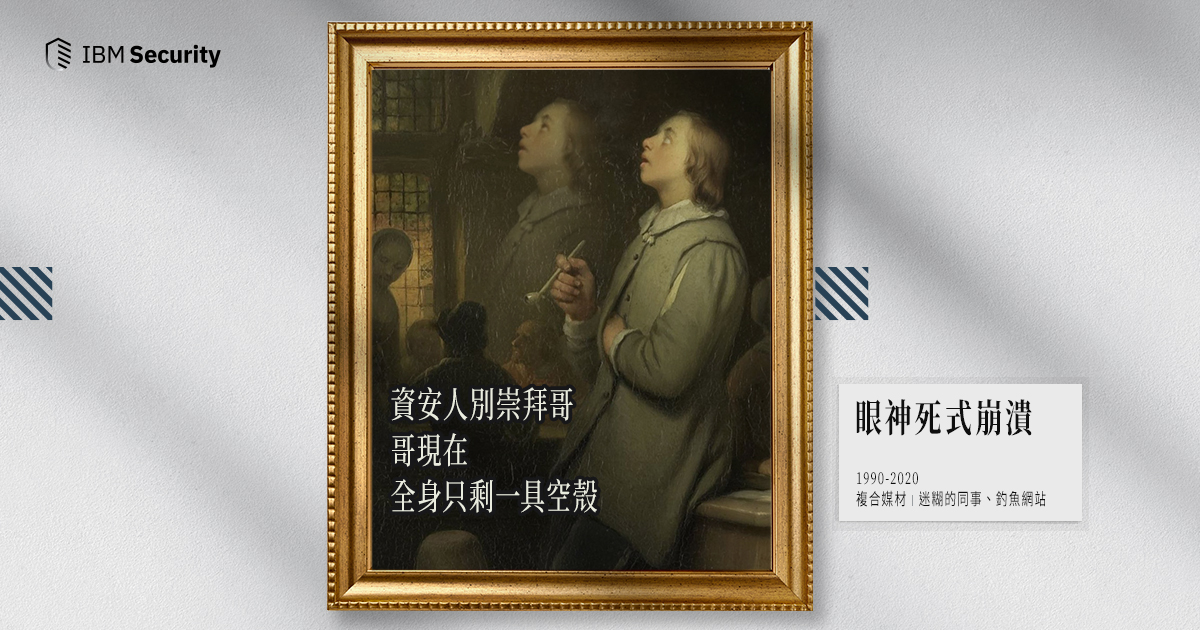 IBM Security
資安人別崇拜哥
哥現在
全身只剩一具空殼
眼神死式崩潰
1990-2020
複合媒材 | 迷糊的同事、釣魚網站